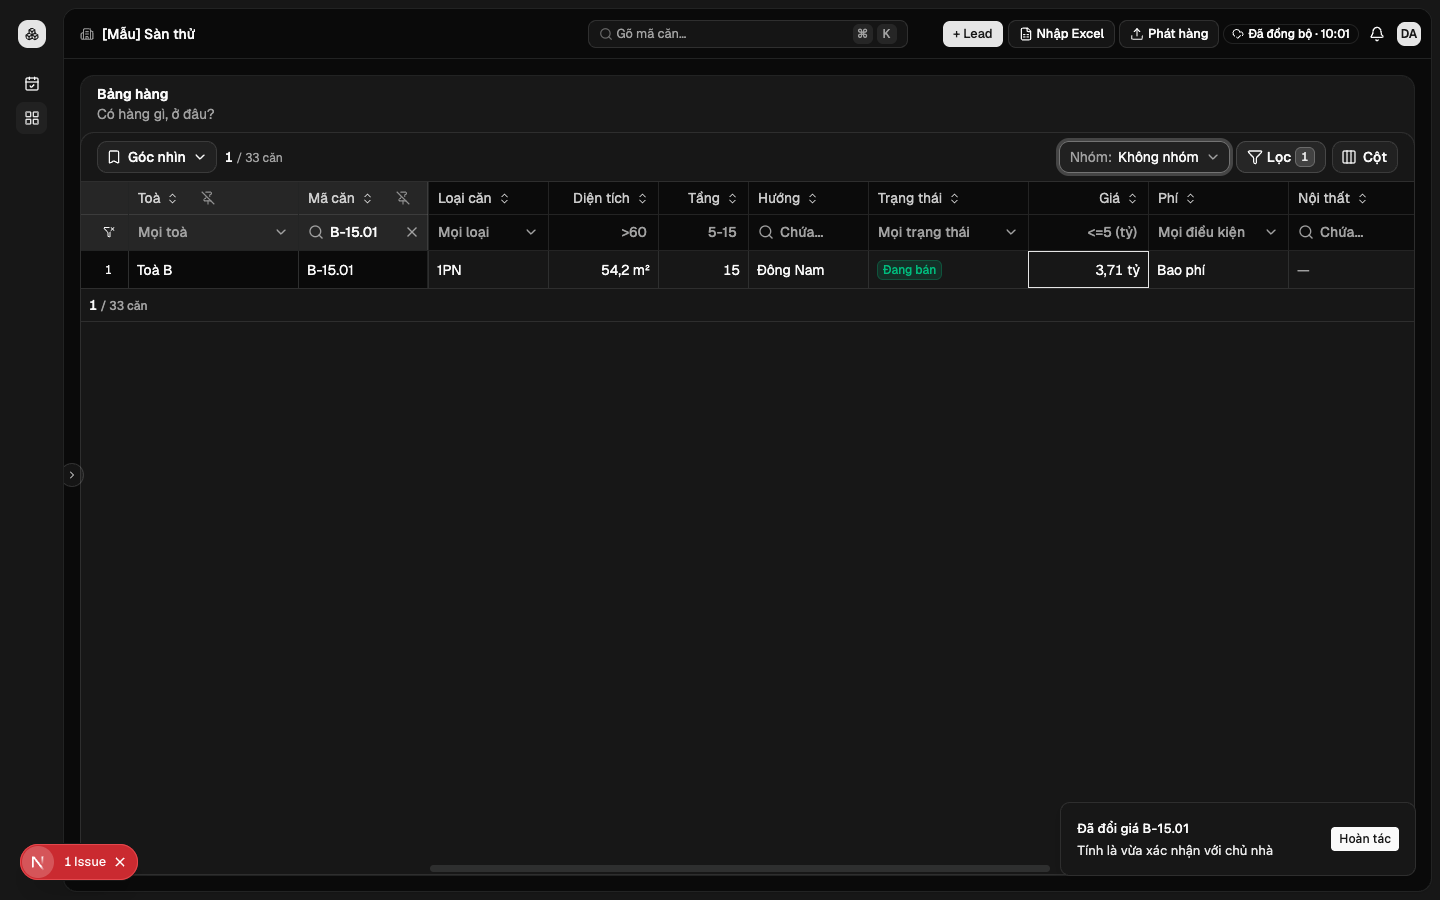 [Mẫu] Sàn thử
Gõ mã căn...
⌘ K
+ Lead
Nhập Excel
Phát hàng
Đã đồng bộ · 10:01
DA
Bảng hàng
Có hàng gì, ở đâu?
Góc nhìn
1 / 33 căn
Nhóm: Không nhóm
Lọc 1
Cột
Toà Mã căn Loại căn Diện tích Tầng Hướng Trạng thái Giá Phí Nội thất
Mọi toà B-15.01 Mọi loại >60 5-15 Chứa... Mọi trạng thái <=5 (tỷ) Mọi điều kiện Chứa...
1 Toà B B-15.01 1PN 54,2 m² 15 Đông Nam Đang bán 3,71 tỷ Bao phí —
1 / 33 căn
Đã đổi giá B-15.01
Tính là vừa xác nhận với chủ nhà
Hoàn tác
N 1 Issue